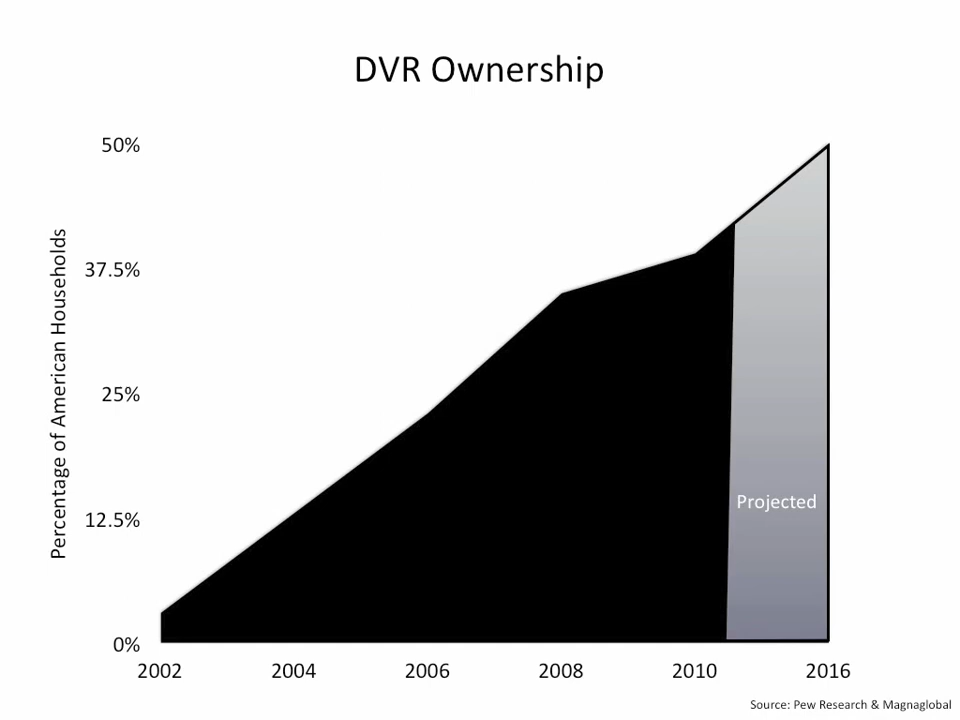 DVR Ownership
50%
37.5%
25%
12.5%
0%
Percentage of American Households
Projected
2002 2004 2006 2008 2010 2016
Source: Pew Research & Magnaglobal